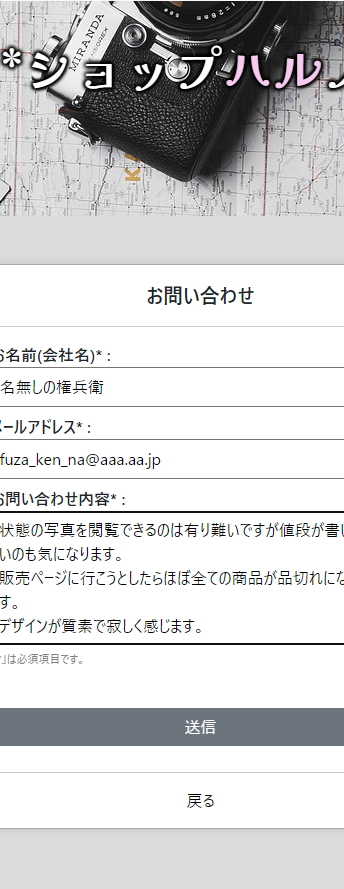 MIRANDA
SENSOREX
*ショップハルノ
お問い合わせ
お名前(会社名)* :
名無しの権兵衛
メールアドレス* :
fuza_ken_na@aaa.aa.jp
お問い合わせ内容* :
状態の写真を閲覧できるのは有り難いですが値段が書い
いのも気になります。
販売ページに行こうとしたらほぼ全ての商品が品切れにな
す。
デザインが質素で寂しく感じます。
」は必須項目です。
送信
戻る